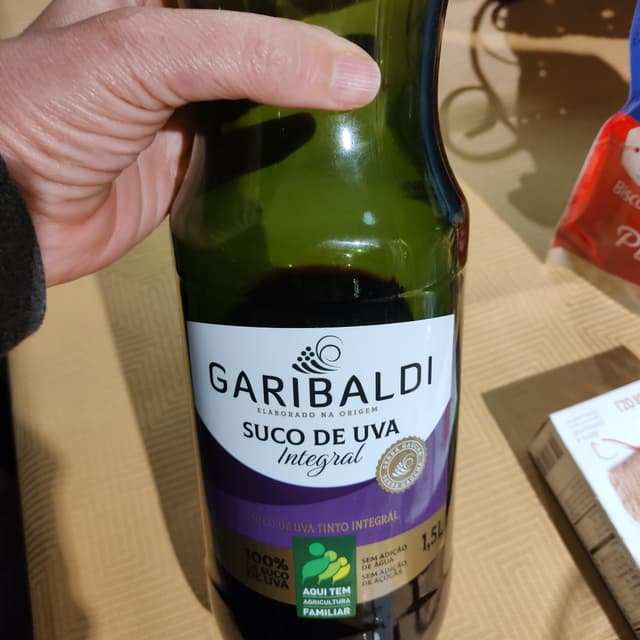 GARIBALDI
ELABORADO NA ORIGEM
SUCO DE UVA
Integral
SUCO DE UVA TINTO INTEGRAL
1,5L
100%
DE SUCO
DE UVA
AQUI TEM
AGRICULTURA
FAMILIAR
SEM ADIÇÃO
DE ÁGUA
SEM ADIÇÃO
DE AÇÚCAR